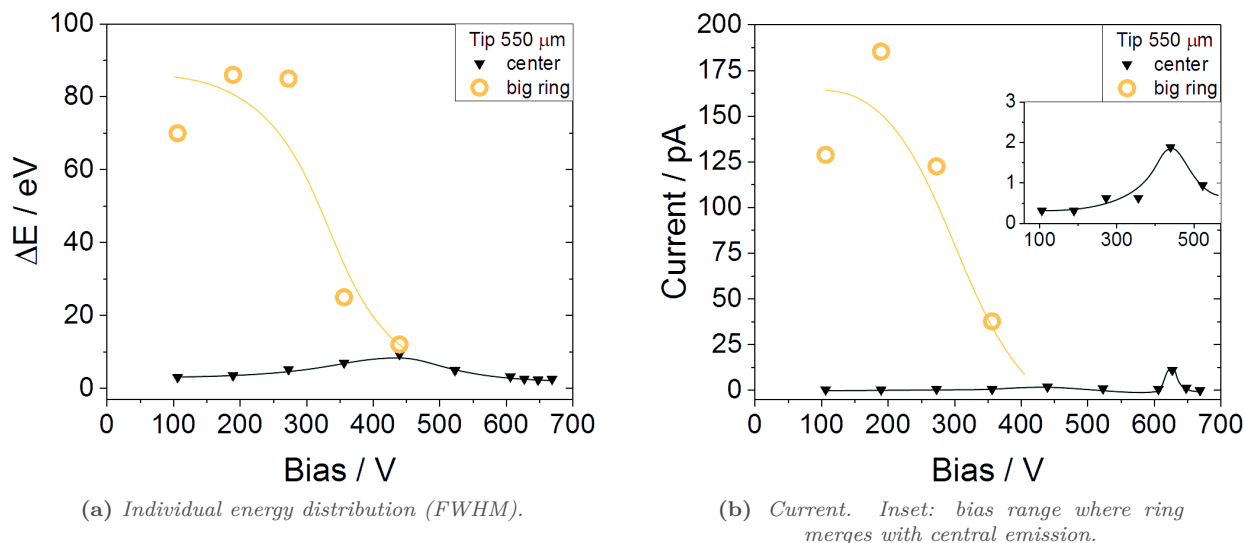 100
80
60
40
20
0
ΔE / eV
Tip 550 µm
center
big ring
0 100 200 300 400 500 600 700
Bias / V
(a) Individual energy distribution (FWHM).
200
175
150
125
100
75
50
25
0
Current / pA
Tip 550 µm
center
big ring
3
2
1
0
100 300 500
0 100 200 300 400 500 600 700
Bias / V
(b) Current. Inset: bias range where ring
merges with central emission.